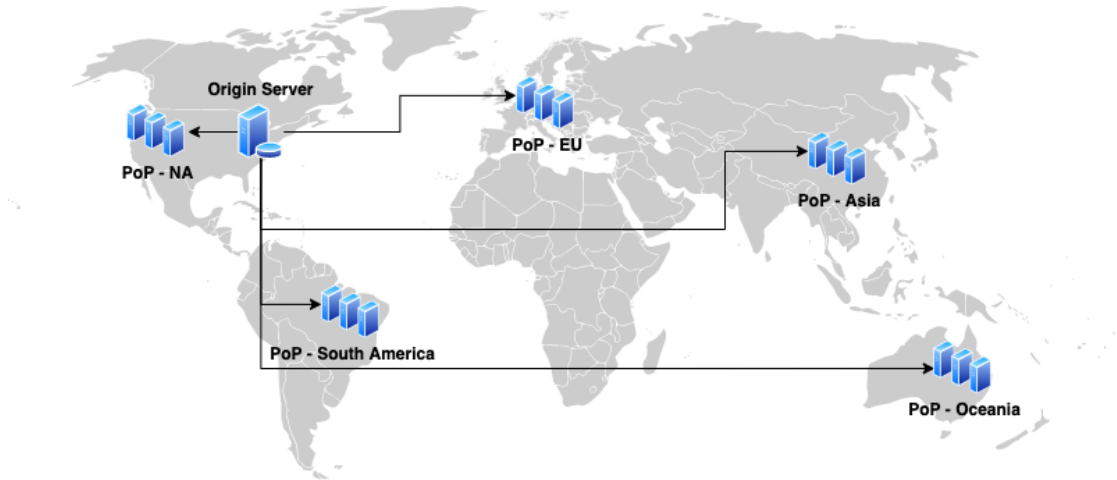 Origin Server
PoP - NA
PoP - EU
PoP - Asia
PoP - South America
PoP - Oceania